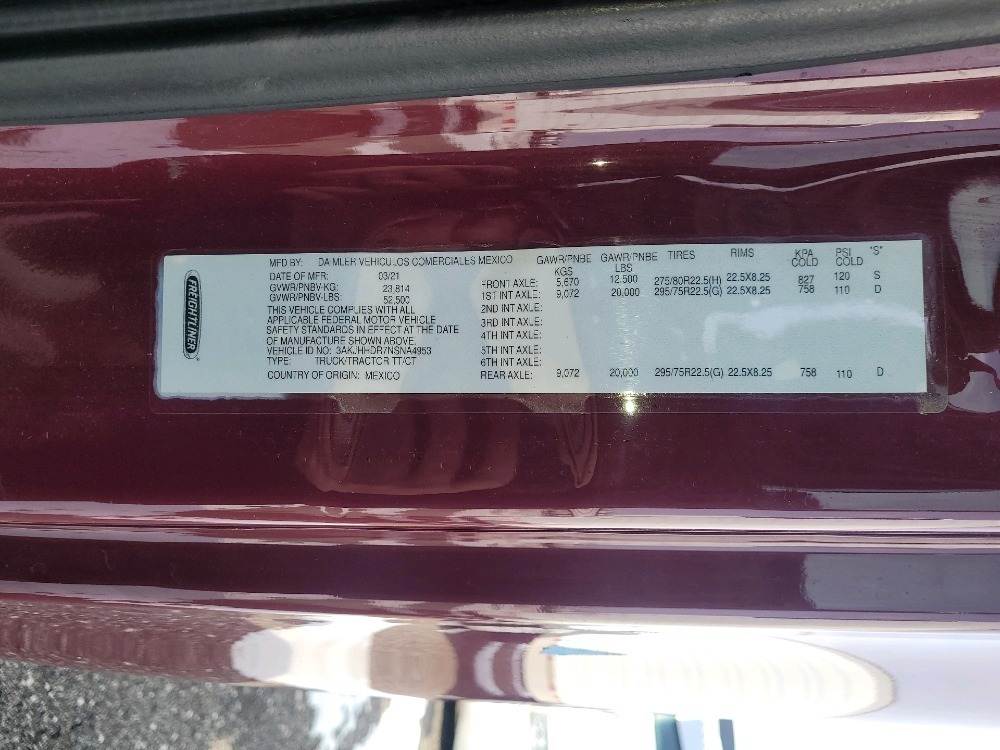 FREIGHTLINER
MFD BY: DAIMLER VEHICULOS COMERCIALES MEXICO
DATE OF MFR: 03/21
GVWR/PNBV-KG: 23,814
GVWR/PNBV-LBS: 52,500
THIS VEHICLE COMPLIES WITH ALL
APPLICABLE FEDERAL MOTOR VEHICLE
SAFETY STANDARDS IN EFFECT AT THE DATE
OF MANUFACTURE SHOWN ABOVE.
VEHICLE ID NO: 3AKJHHDR7NSNA4953
TYPE: TRUCK/TRACTOR TT/CT
COUNTRY OF ORIGIN: MEXICO
GAWR/PNBE KGS GAWR/PNBE LBS TIRES RIMS KPA COLD PSI COLD "S"
FRONT AXLE: 5,670 12,500 275/80R22.5(H) 22.5X8.25 827 120 S
1ST INT AXLE: 9,072 20,000 295/75R22.5(G) 22.5X8.25 758 110 D
2ND INT AXLE:
3RD INT AXLE:
4TH INT AXLE:
5TH INT AXLE:
6TH INT AXLE:
REAR AXLE: 9,072 20,000 295/75R22.5(G) 22.5X8.25 758 110 D